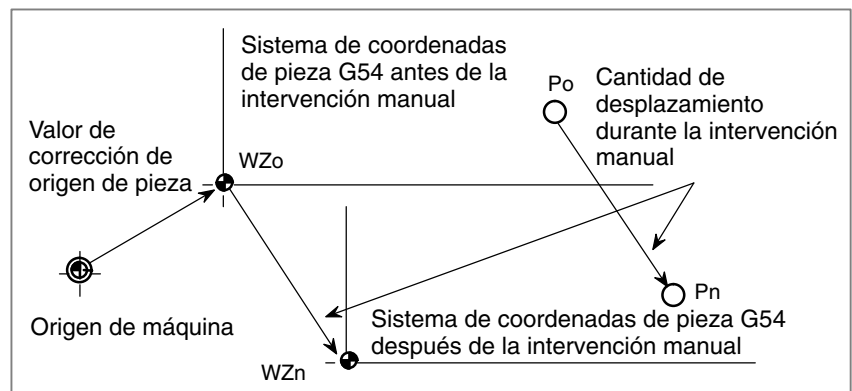 Sistema de coordenadas
de pieza G54 antes de la
intervención manual
Po
Cantidad de
desplazamiento
durante la intervención
manual
Valor de
corrección de
origen de pieza
WZo
Origen de máquina
Pn
Sistema de coordenadas de pieza G54
después de la intervención manual
WZn